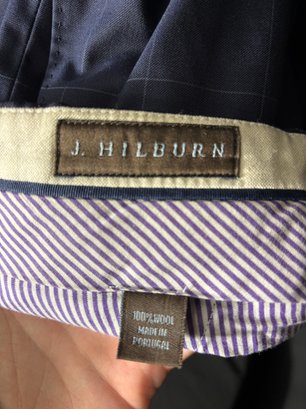 J. HILBURN
100% WOOL
MADE IN
PORTUGAL